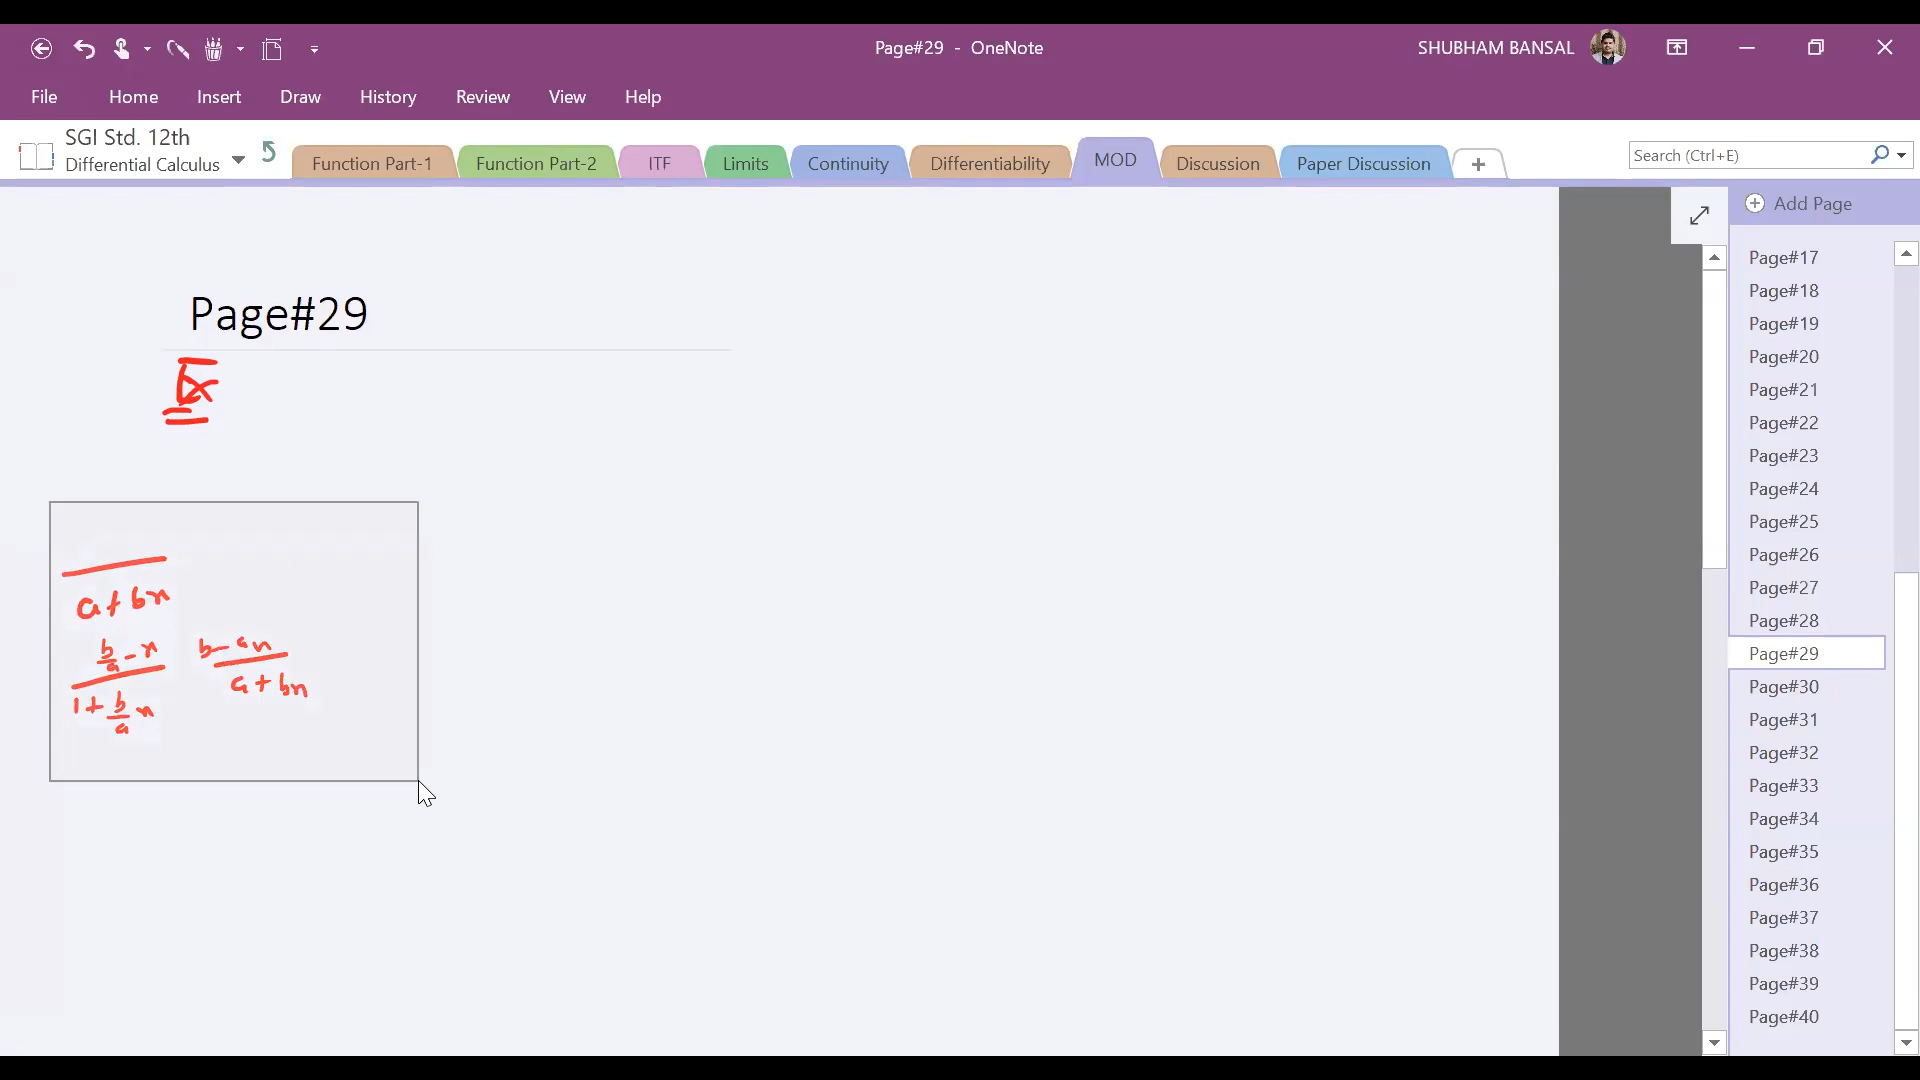 Page#29 - OneNote
SHUBHAM BANSAL
File Home Insert Draw History Review View Help
SGI Std. 12th
Differential Calculus
Function Part-1 Function Part-2 ITF Limits Continuity Differentiability MOD Discussion Paper Discussion
Search (Ctrl+E)
Add Page
Page#29
Ex
a+bx
b/a - x
1 + b/a x
b-ax
a+bx
Page#17
Page#18
Page#19
Page#20
Page#21
Page#22
Page#23
Page#24
Page#25
Page#26
Page#27
Page#28
Page#29
Page#30
Page#31
Page#32
Page#33
Page#34
Page#35
Page#36
Page#37
Page#38
Page#39
Page#40